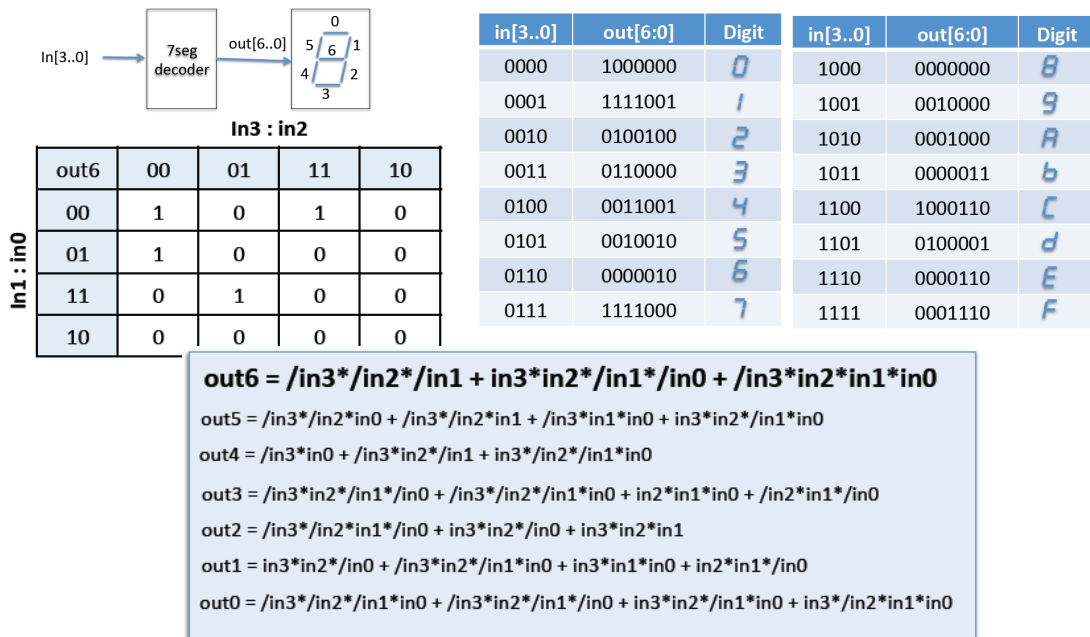 In[3..0]
7seg
decoder
out[6..0]
0
5
1
6
4
2
3
In3 : in2
In1 : in0
out6 00 01 11 10
00 1 0 1 0
01 1 0 0 0
11 0 1 0 0
10 0 0 0 0
in[3..0] out[6:0] Digit
0000 1000000 0
0001 1111001 1
0010 0100100 2
0011 0110000 3
0100 0011001 4
0101 0010010 5
0110 0000010 6
0111 1111000 7
in[3..0] out[6:0] Digit
1000 0000000 8
1001 0010000 9
1010 0001000 A
1011 0000011 b
1100 1000110 C
1101 0100001 d
1110 0000110 E
1111 0001110 F
out6 = /in3*/in2*/in1 + in3*in2*/in1*/in0 + /in3*in2*in1*in0
out5 = /in3*/in2*in0 + /in3*/in2*in1 + /in3*in1*in0 + in3*in2*/in1*in0
out4 = /in3*in0 + /in3*in2*/in1 + in3*/in2*/in1*in0
out3 = /in3*in2*/in1*/in0 + /in3*/in2*/in1*in0 + in2*in1*in0 + /in2*in1*/in0
out2 = /in3*/in2*in1*/in0 + in3*in2*/in0 + in3*in2*in1
out1 = in3*in2*/in0 + /in3*in2*/in1*in0 + in3*in1*in0 + in2*in1*/in0
out0 = /in3*/in2*/in1*in0 + /in3*in2*/in1*/in0 + in3*in2*/in1*in0 + in3*/in2*in1*in0